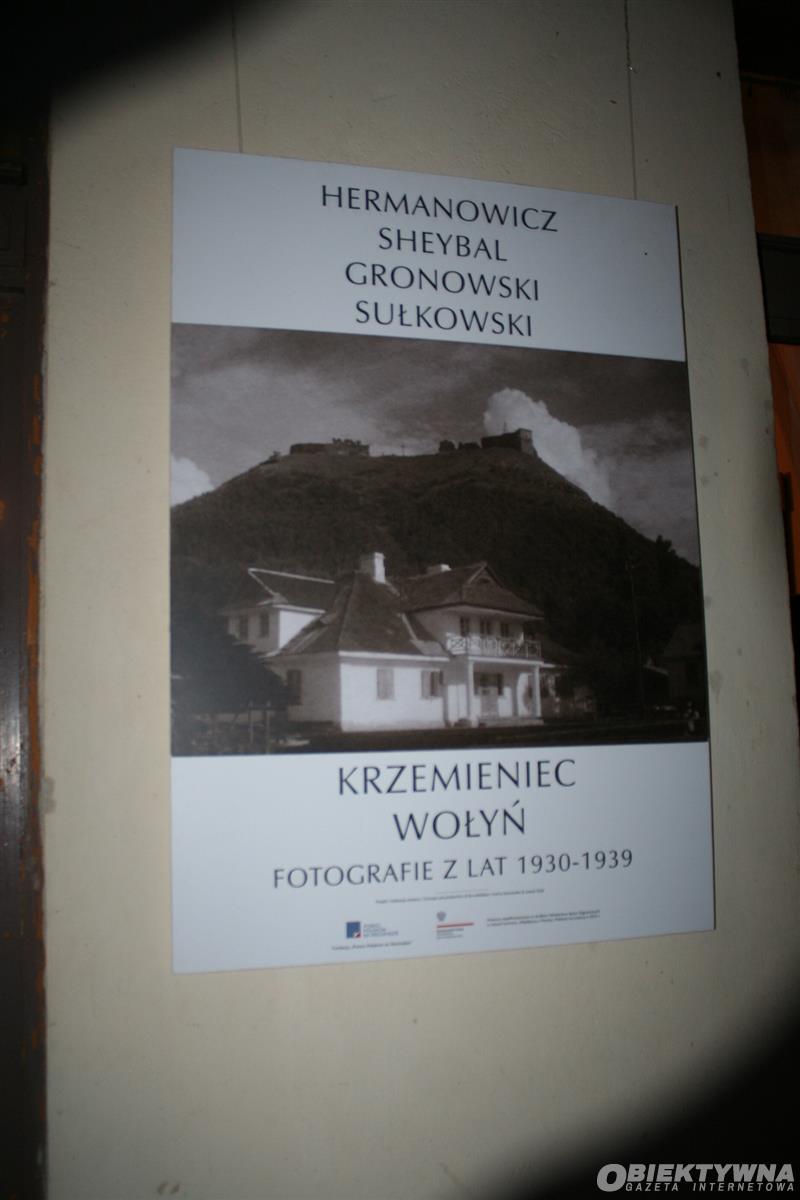 HERMANOWICZ
SHEYBAL
GRONOWSKI
SUŁKOWSKI
KRZEMIENIEC
WOŁYŃ
FOTOGRAFIE Z LAT 1930-1939
OBIEKTYWNA
GAZETA INTERNETOWA